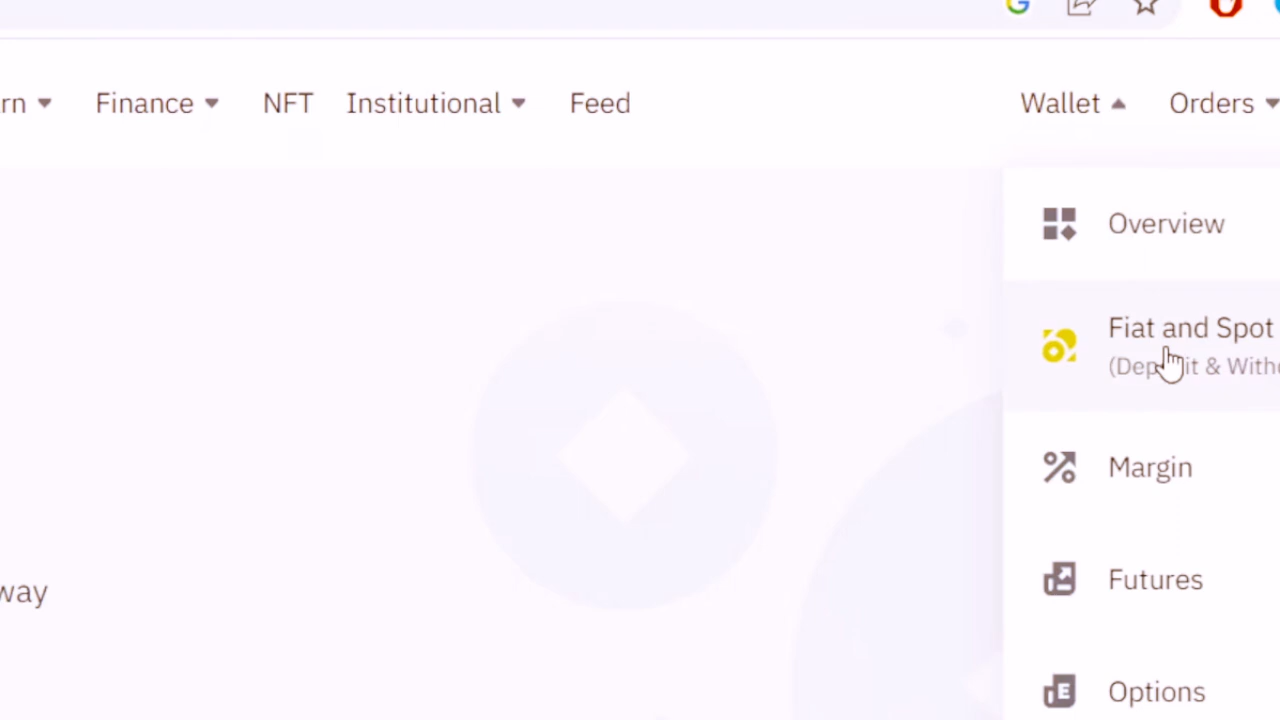 rn Finance NFT Institutional Feed Wallet Orders
Overview
Fiat and Spot
Margin
Futures
way
Options